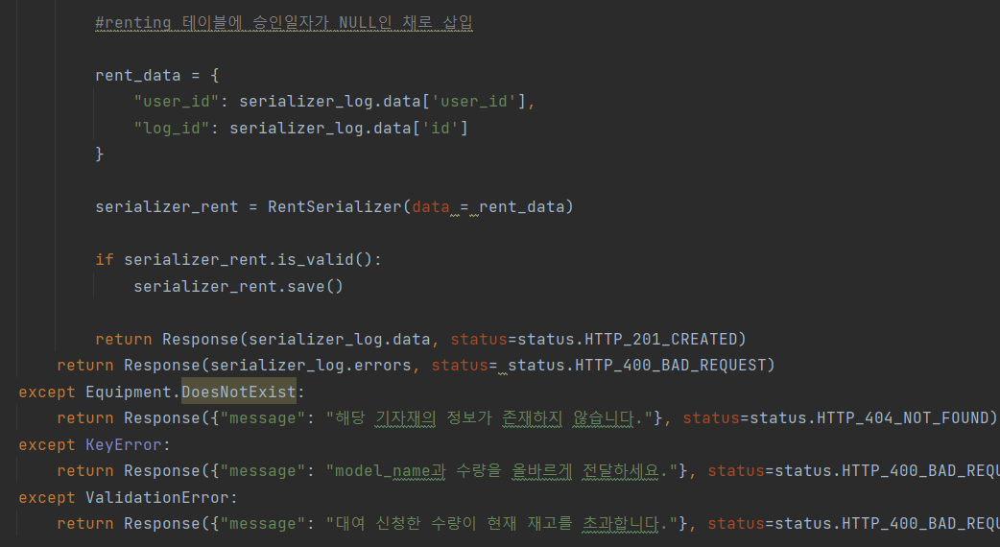 #renting 테이블에 승인일자가 NULL인 채로 삽입
rent_data = {
"user_id": serializer_log.data['user_id'],
"log_id": serializer_log.data['id']
}
serializer_rent = RentSerializer(data = rent_data)
if serializer_rent.is_valid():
serializer_rent.save()
return Response(serializer_log.data, status=status.HTTP_201_CREATED)
return Response(serializer_log.errors, status= status.HTTP_400_BAD_REQUEST)
except Equipment.DoesNotExist:
return Response({"message": "해당 기자재의 정보가 존재하지 않습니다."}, status=status.HTTP_404_NOT_FOUND)
except KeyError:
return Response({"message": "model_name과 수량을 올바르게 전달하세요."}, status=status.HTTP_400_BAD_REQU
except ValidationError:
return Response({"message": "대여 신청한 수량이 현재 재고를 초과합니다."}, status=status.HTTP_400_BAD_REQU